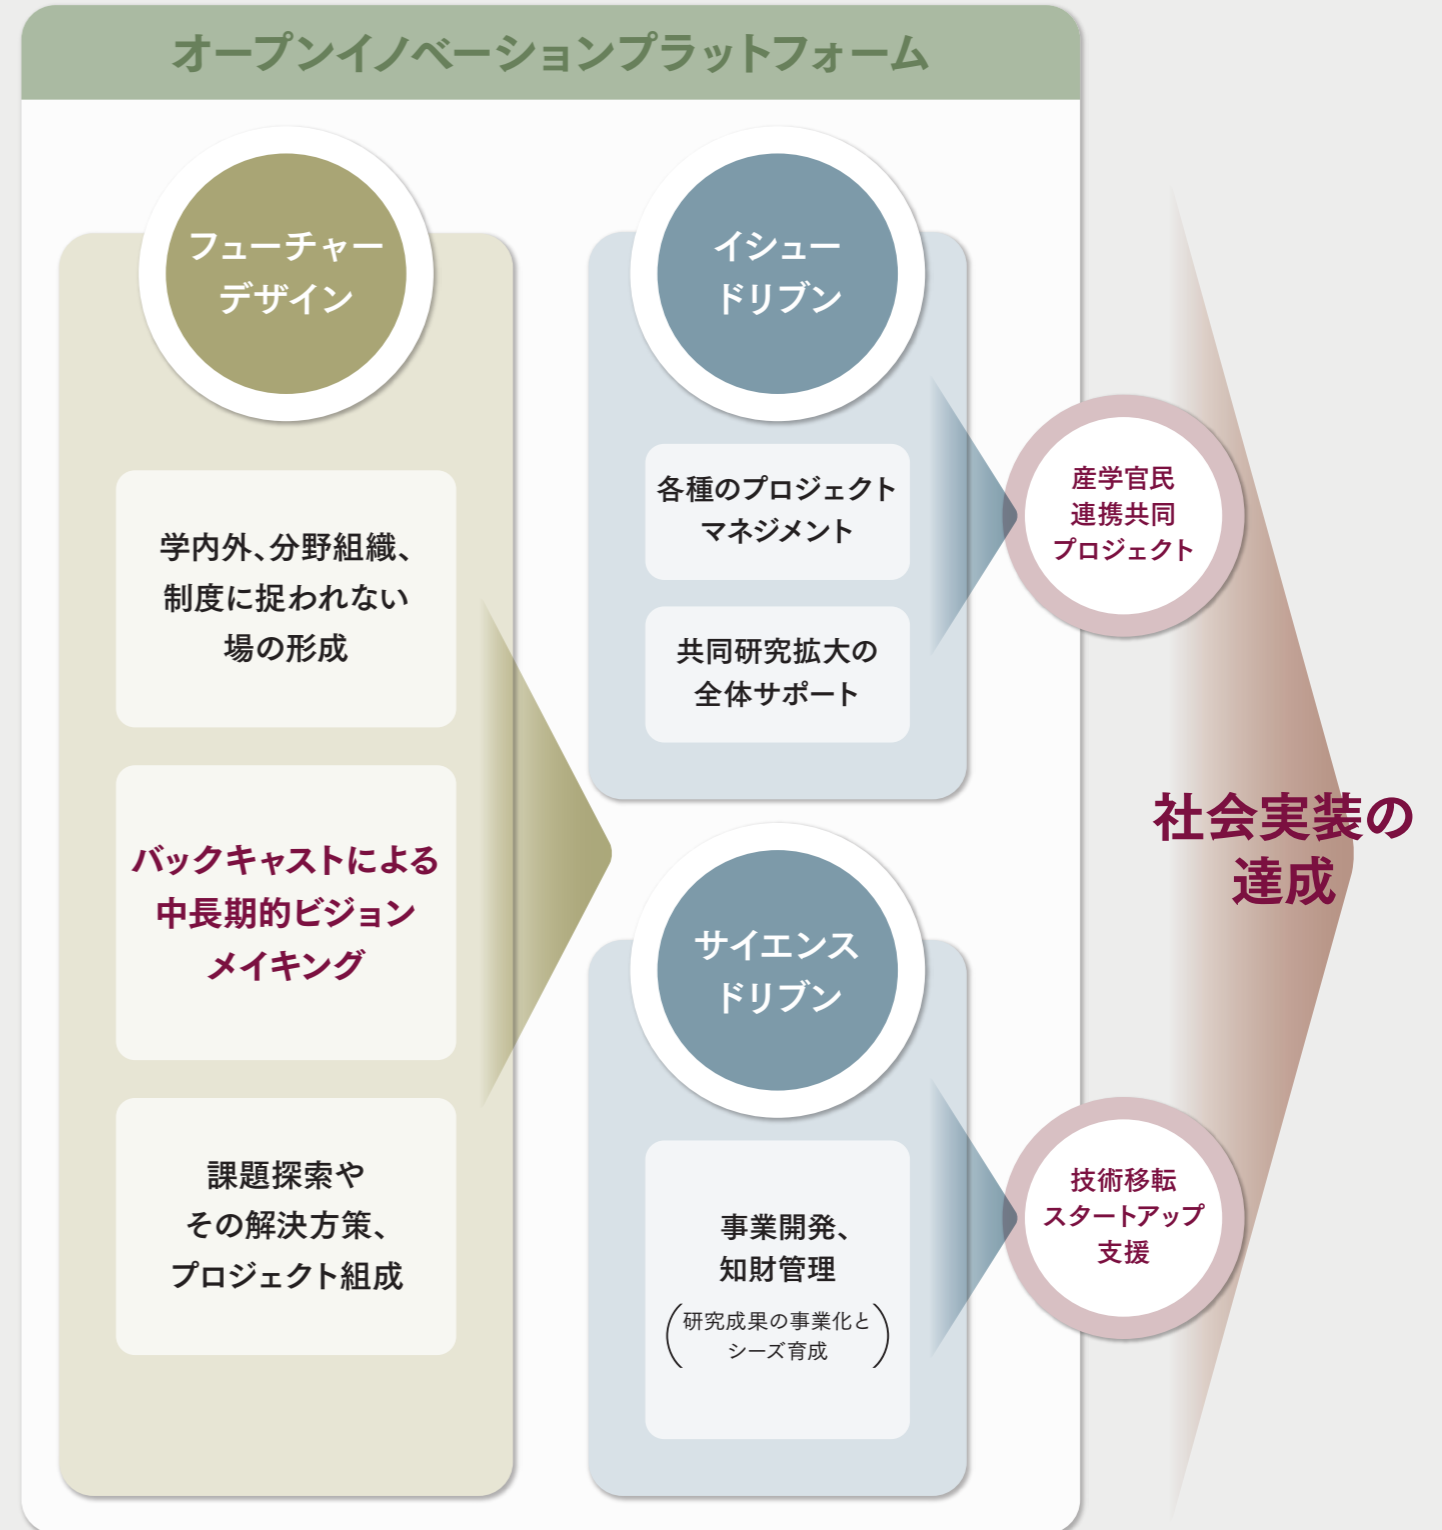 オープンイノベーションプラットフォーム
フューチャー
デザイン
学内外、分野組織、
制度に捉われない
場の形成
バックキャストによる
中長期的ビジョン
メイキング
課題探索や
その解決方策、
プロジェクト組成
イシュー
ドリブン
各種のプロジェクト
マネジメント
共同研究拡大の
全体サポート
サイエンス
ドリブン
事業開発、
知財管理
(研究成果の事業化と
シーズ育成)
産学官民
連携共同
プロジェクト
技術移転
スタートアップ
支援
社会実装の
達成